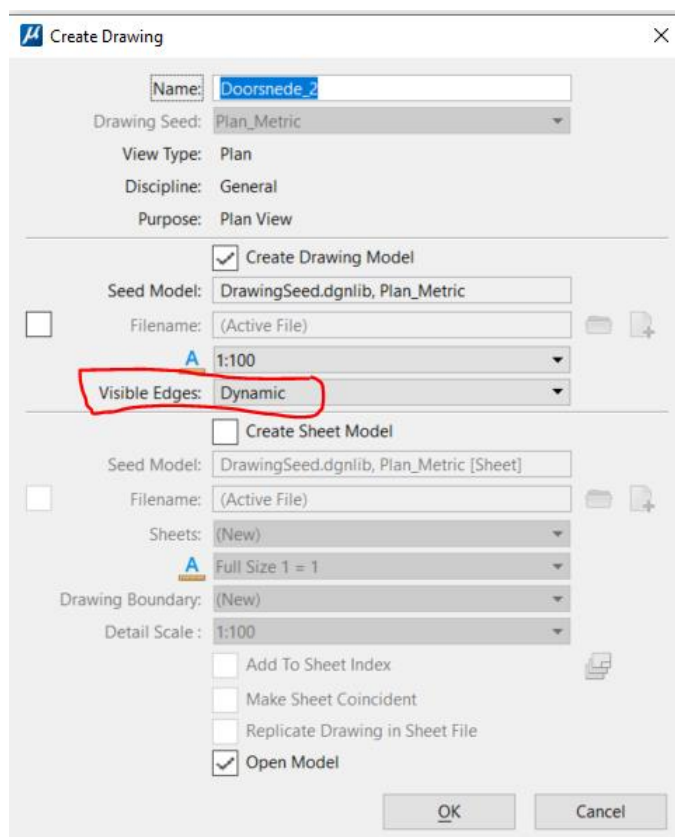 Create Drawing
Name: Doorsnede_2
Drawing Seed: Plan_Metric
View Type: Plan
Discipline: General
Purpose: Plan View
Create Drawing Model
Seed Model: DrawingSeed.dgnlib, Plan_Metric
Filename: (Active File)
A 1:100
Visible Edges: Dynamic
Create Sheet Model
Seed Model: DrawingSeed.dgnlib, Plan_Metric [Sheet]
Filename: (Active File)
Sheets: (New)
A Full Size 1 = 1
Drawing Boundary: (New)
Detail Scale : 1:100
Add To Sheet Index
Make Sheet Coincident
Replicate Drawing in Sheet File
Open Model
OK Cancel